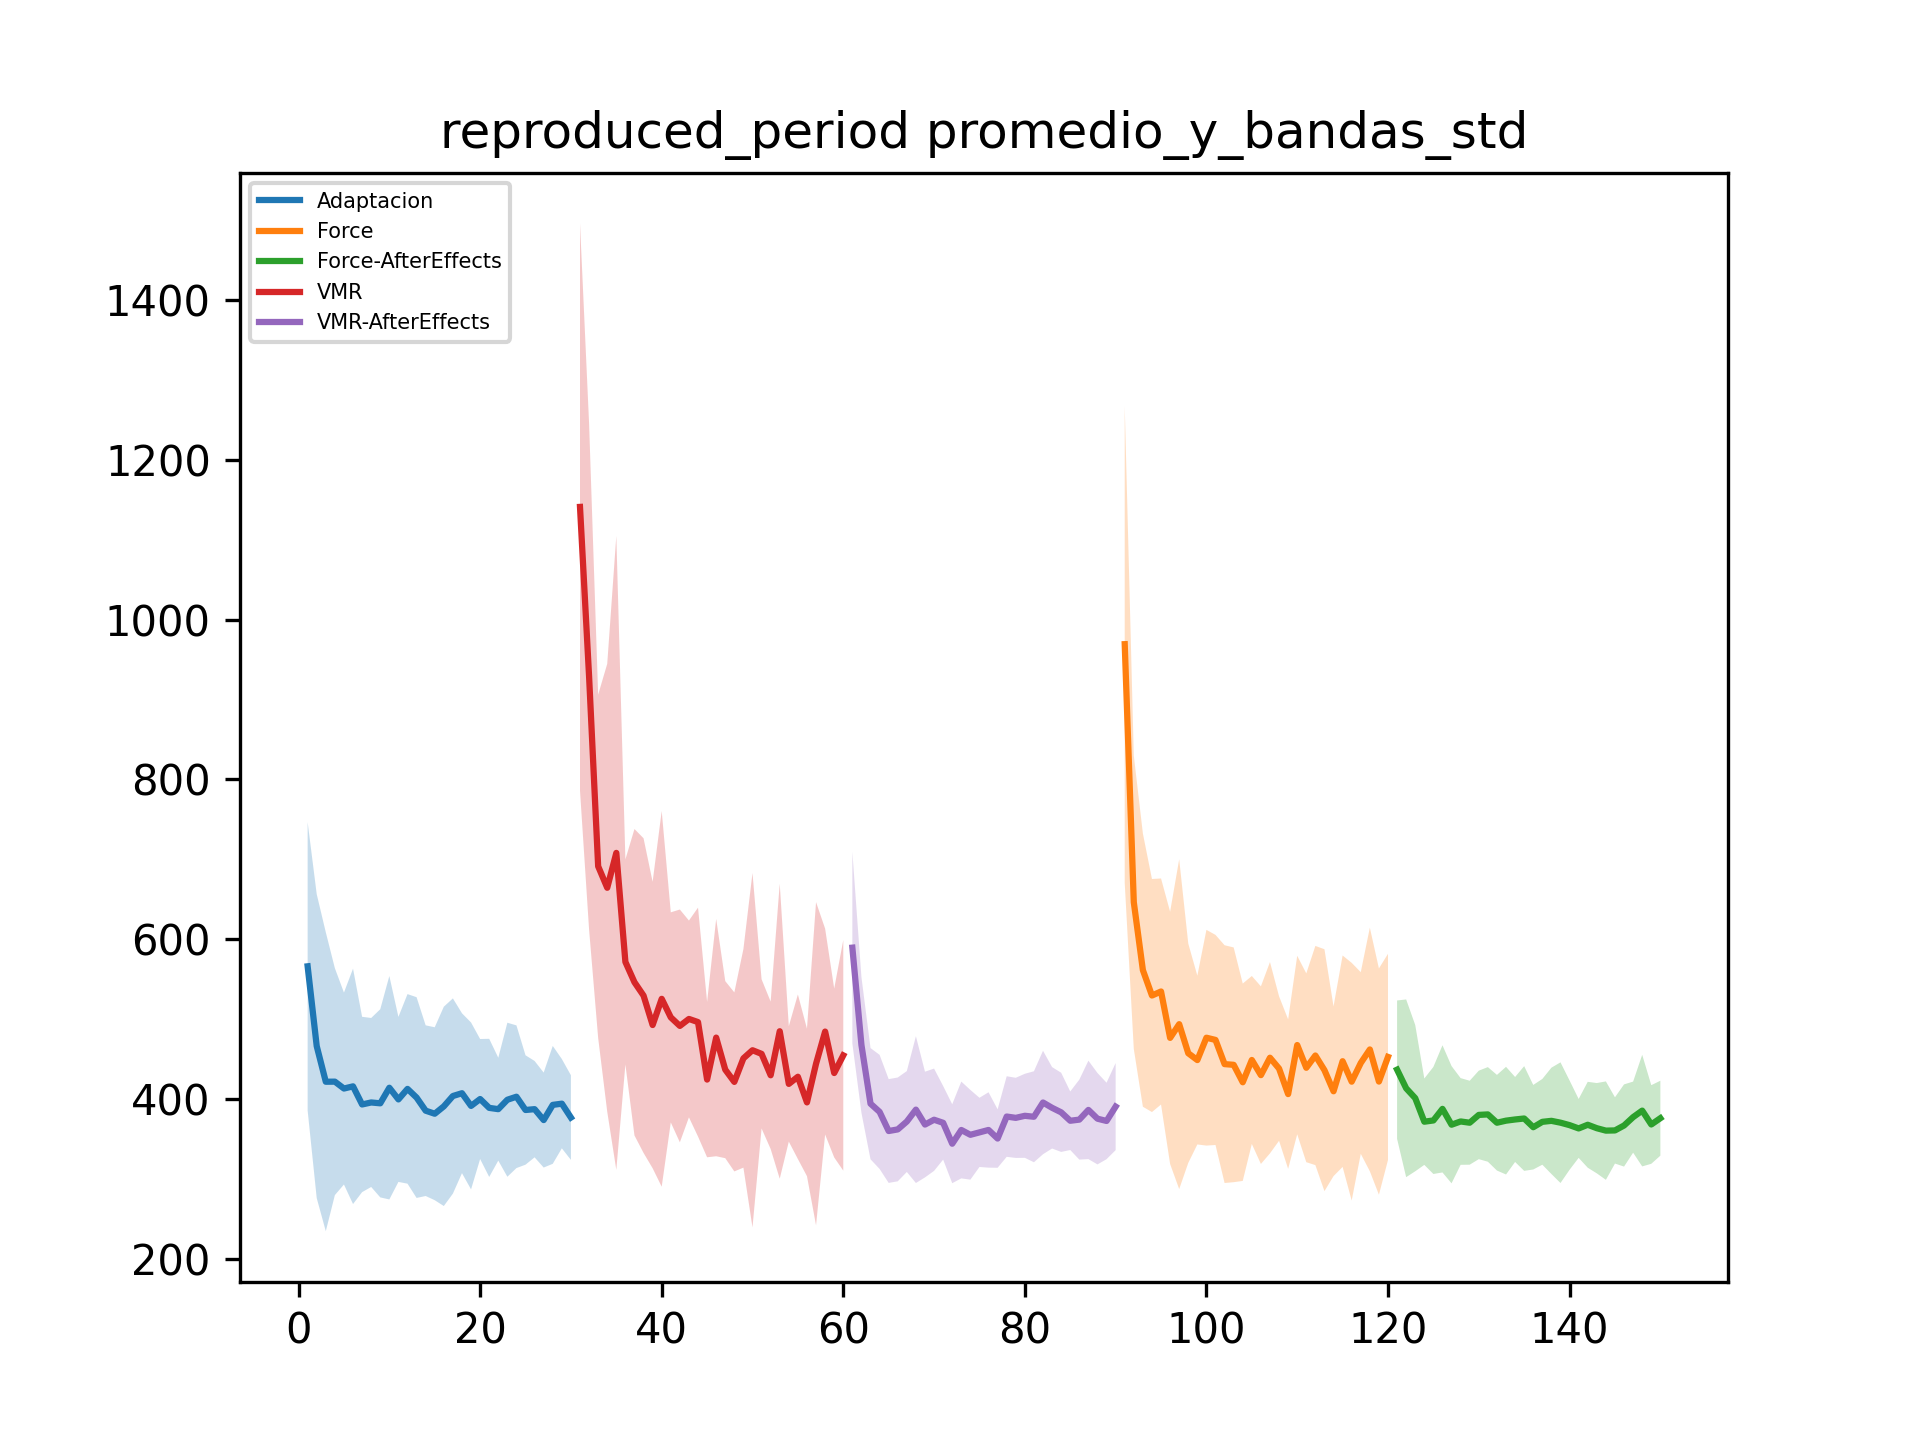 reproduced_period promedio_y_bandas_std
Adaptacion
Force
Force-AfterEffects
VMR
VMR-AfterEffects
1400
1200
1000
800
600
400
200
0 20 40 60 80 100 120 140